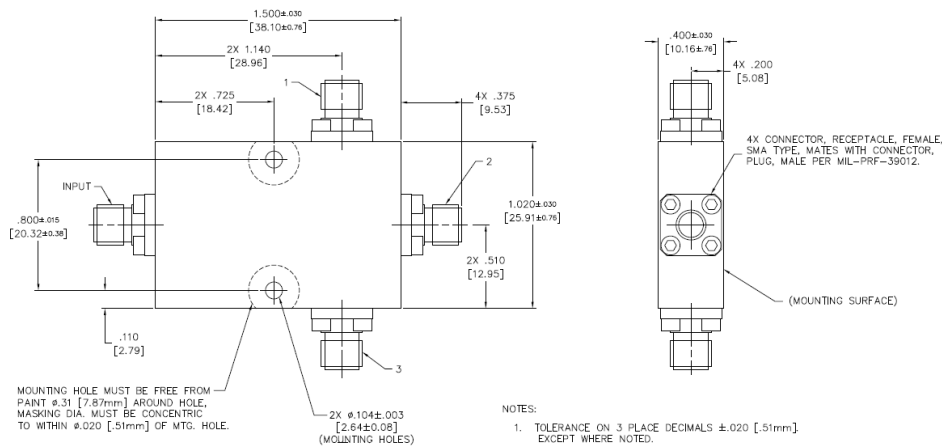 1.500±.030
[38.10±0.76]
2X 1.140
[28.96]
1
2X .725
[18.42]
4X .375
[9.53]
2
INPUT
.800±.015
[20.32±0.38]
1.020±.030
[25.91±0.76]
2X .510
[12.95]
.110
[2.79]
3
MOUNTING HOLE MUST BE FREE FROM
PAINT ø.31 [7.87mm] AROUND HOLE,
MASKING DIA. MUST BE CONCENTRIC
TO WITHIN ø.020 [.51mm] OF MTG. HOLE.
2X ø.104±.003
[2.64±0.08]
(MOUNTING HOLES)
.400±.030
[10.16±.76]
4X .200
[5.08]
4X CONNECTOR, RECEPTACLE, FEMALE,
SMA TYPE, MATES WITH CONNECTOR,
PLUG, MALE PER MIL-PRF-39012.
(MOUNTING SURFACE)
NOTES:
1. TOLERANCE ON 3 PLACE DECIMALS ±.020 [.51mm].
EXCEPT WHERE NOTED.